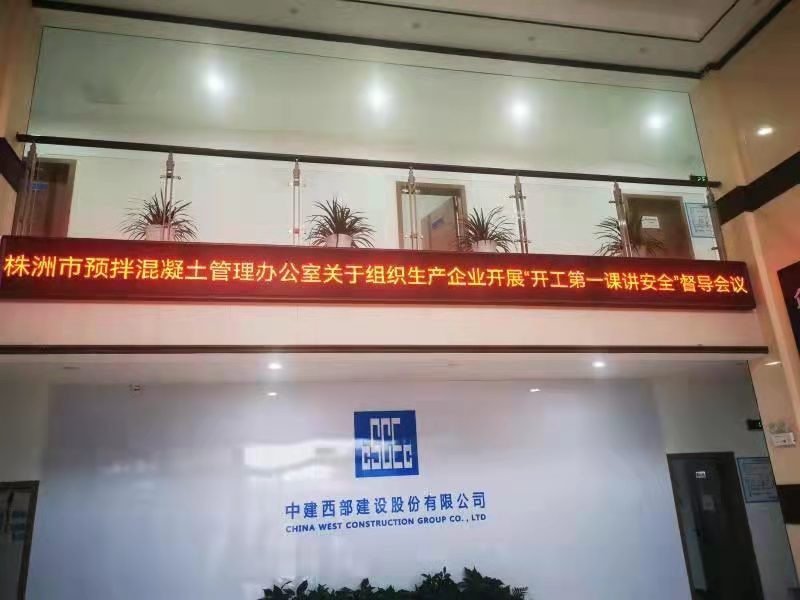 株洲市预拌混凝土管理办公室关于组织生产企业开展“开工第一课讲安全”督导会议
CSCEC
中建西部建设股份有限公司
CHINA WEST CONSTRUCTION GROUP CO., LTD